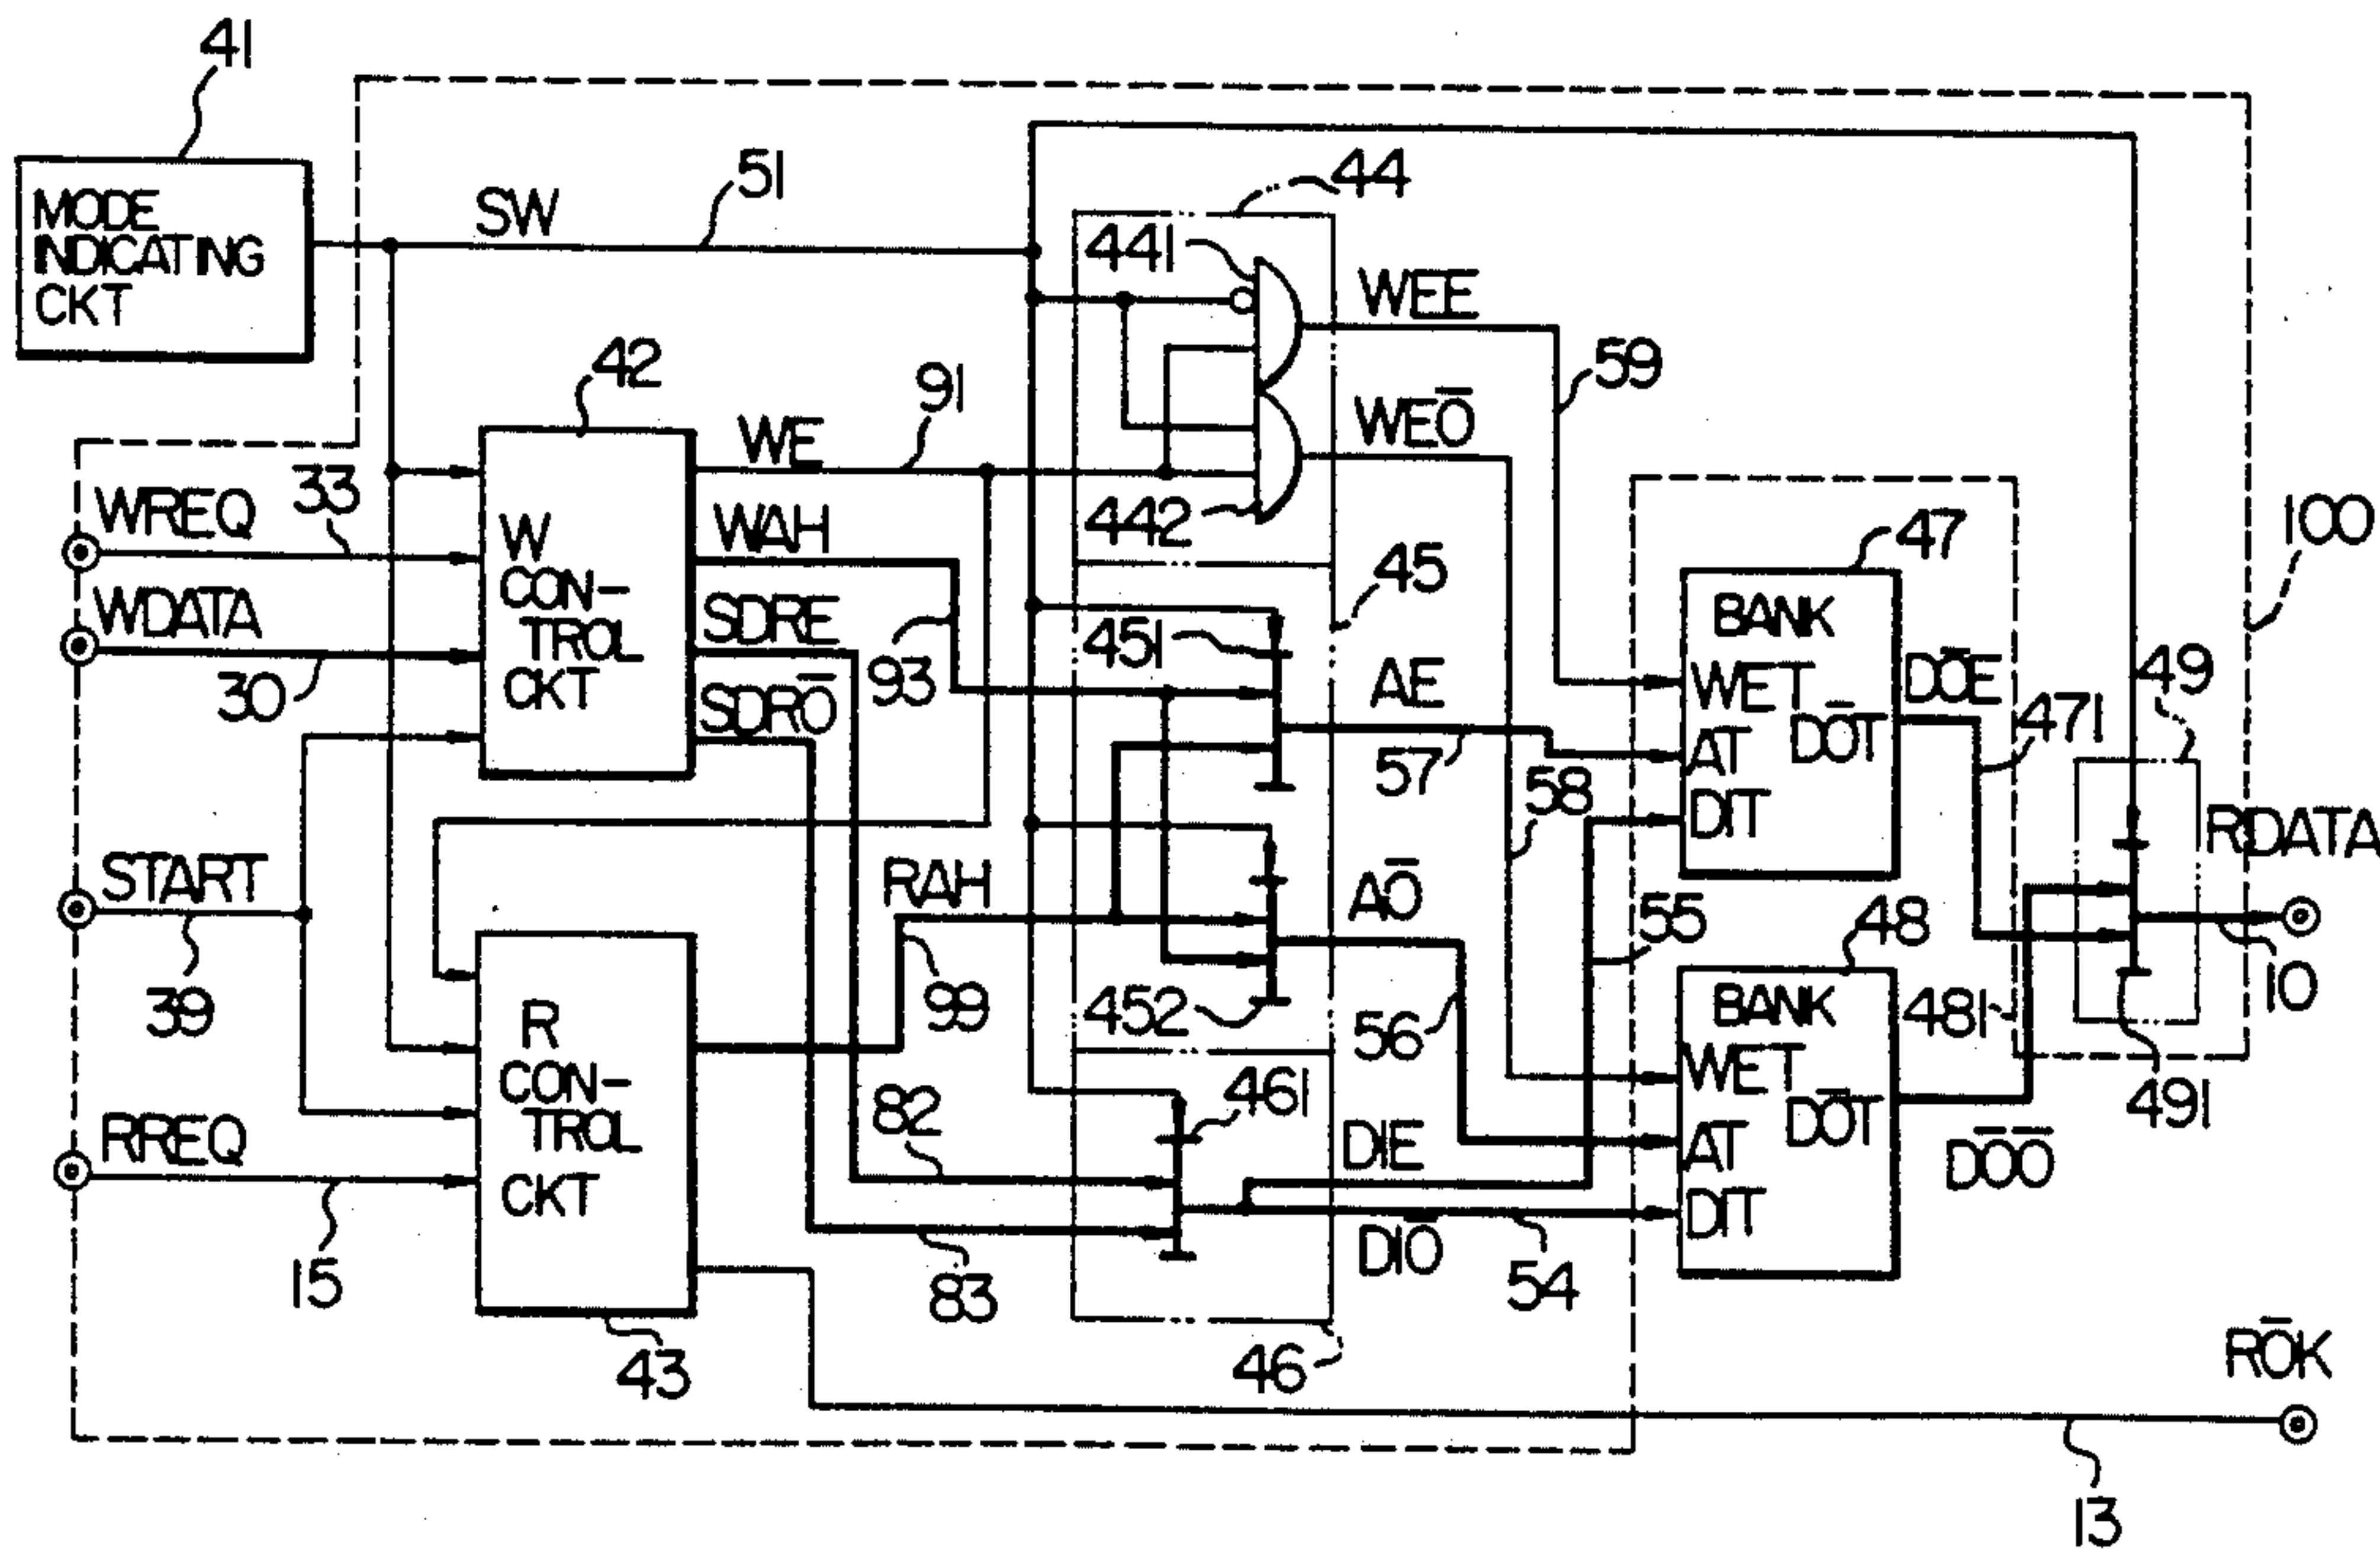 41
MODE
INDICATING
CKT
SW
51
44
441
WEE
59
42
WE
91
WEŌ
442
WREQ
33
W
CON-
TROL
CKT
WAH
WDATA
30
SDRE
93
SDRŌ
45
451
AE
57
58
47
BANK
WET
AT
DŌT
DIT
DŌE
471
49
100
RDATA
10
START
39
RAH
99
452
AŌ
56
55
48
BANK
WET
AT
DŌT
DIT
481
491
DŌŌ
R
CON-
TROL
CKT
RREQ
15
43
82
83
461
DIE
DIŌ
54
46
RŌK
13